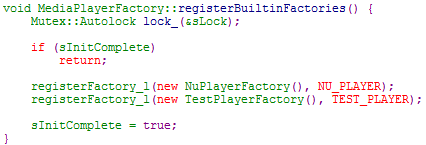 void MediaPlayerFactory::registerBuiltinFactories() {
    Mutex::Autolock lock_(&sLock);

    if (sInitComplete)
        return;

    registerFactory_l(new NuPlayerFactory(), NU_PLAYER);
    registerFactory_l(new TestPlayerFactory(), TEST_PLAYER);

    sInitComplete = true;
}